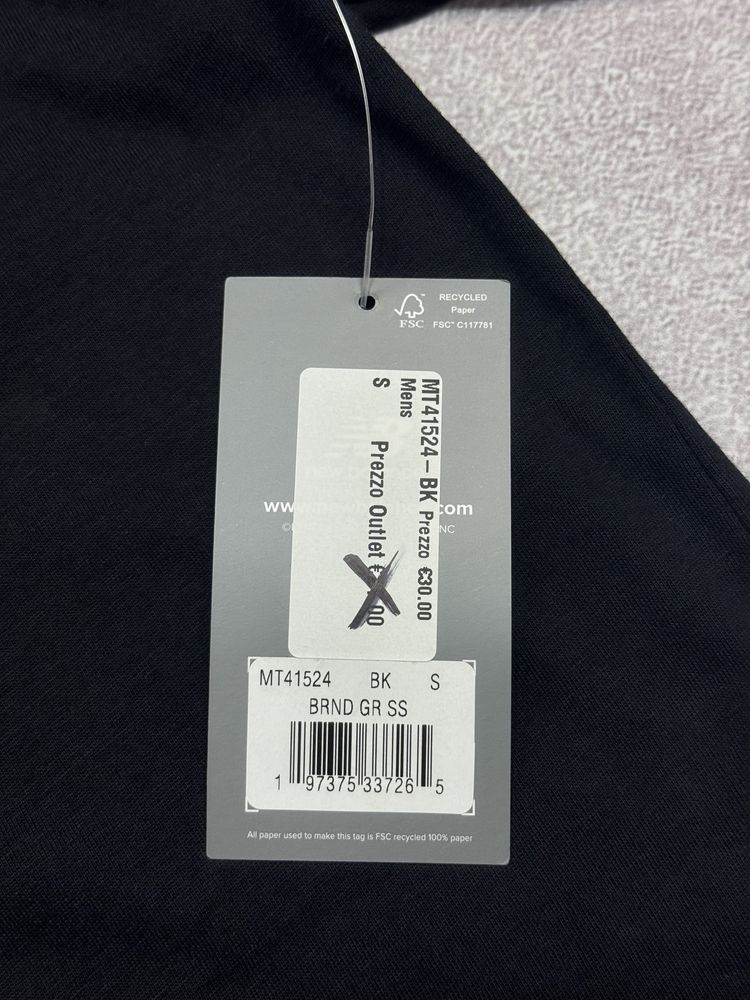 RECYCLED
Paper
FSC™ C117781
FSC
MT41524-BK Prezzo €30.00
Mens
S Prezzo Outlet
MT41524 BK S
BRND GR SS
1 97375 33726 5
All paper used to make this tag is FSC recycled 100% paper